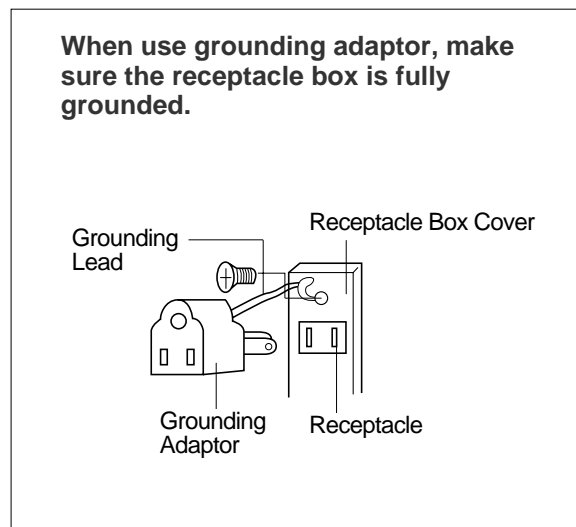 When use grounding adaptor, make
sure the receptacle box is fully
grounded.
Receptacle Box Cover
Grounding
Lead
Grounding
Adaptor
Receptacle